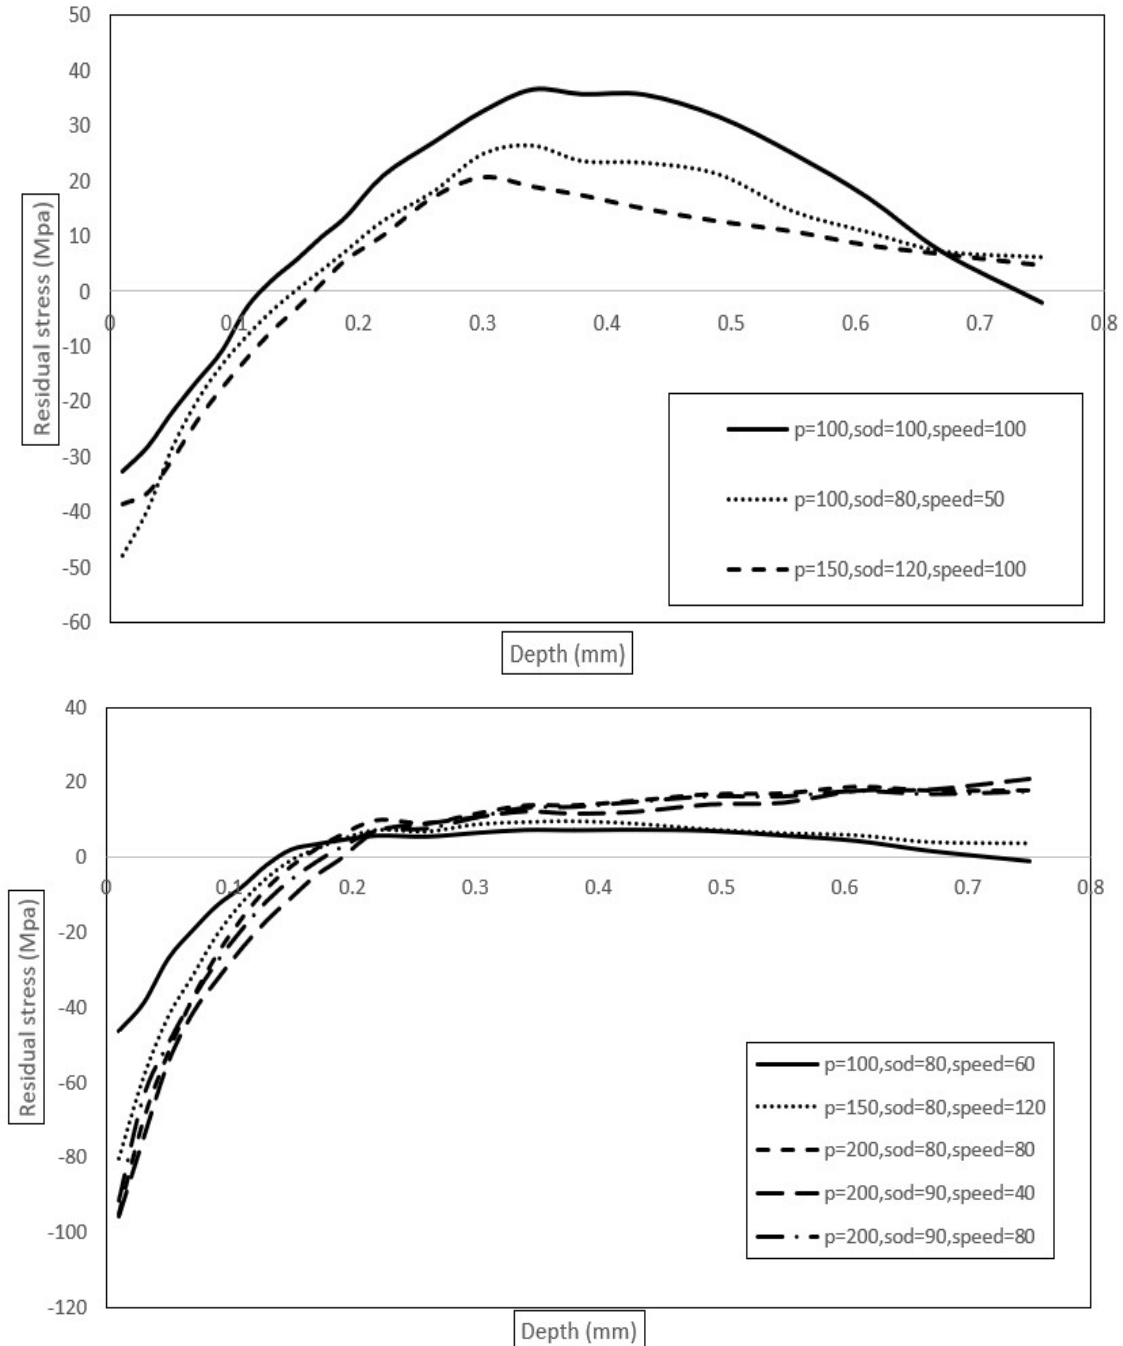 50
40
30
20
10
0
-10
-20
-30
-40
-50
-60
0 0.1 0.2 0.3 0.4 0.5 0.6 0.7 0.8
Residual stress (Mpa)
p=100,sod=100,speed=100
p=100,sod=80,speed=50
p=150,sod=120,speed=100
Depth (mm)
40
20
0
-20
-40
-60
-80
-100
-120
0 0.1 0.2 0.3 0.4 0.5 0.6 0.7 0.8
Residual stress (Mpa)
p=100,sod=80,speed=60
p=150,sod=80,speed=120
p=200,sod=80,speed=80
p=200,sod=90,speed=40
p=200,sod=90,speed=80
Depth (mm)